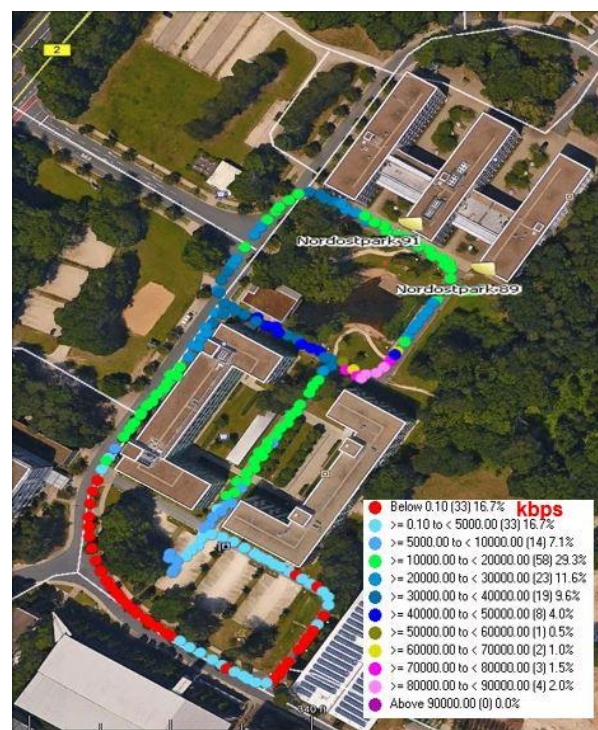 2
Nordostpark 91
Nordostpark 89
Below 0.10 (33) 16.7% kbps
>= 0.10 to < 5000.00 (33) 16.7%
>= 5000.00 to < 10000.00 (14) 7.1%
>= 10000.00 to < 20000.00 (58) 29.3%
>= 20000.00 to < 30000.00 (23) 11.6%
>= 30000.00 to < 40000.00 (19) 9.6%
>= 40000.00 to < 50000.00 (8) 4.0%
>= 50000.00 to < 60000.00 (1) 0.5%
>= 60000.00 to < 70000.00 (2) 1.0%
>= 70000.00 to < 80000.00 (3) 1.5%
>= 80000.00 to < 90000.00 (4) 2.0%
Above 90000.00 (0) 0.0%
340 ft